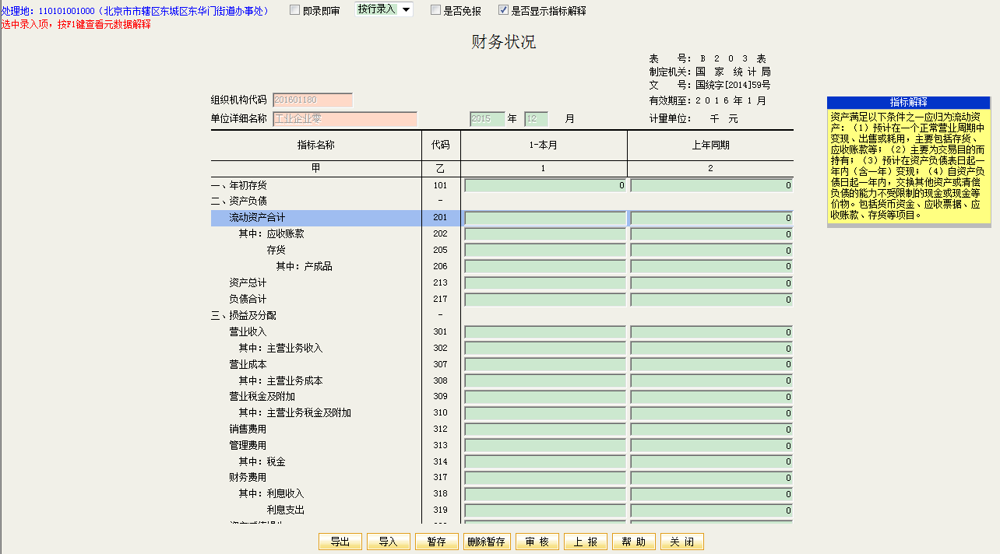 处理地：110101001000（北京市市辖区东城区东华门街道办事处） 即录即审 按行录入 是否免报 是否显示指标解释
选中录入项，按F1键查看元数据解释
财务状况
表 号： B 2 0 3 表
制定机关：国 家 统 计 局
文 号：国统字[2014]59号
组织机构代码 201601180 有效期至：2 0 1 6 年 1 月
单位详细名称 工业企业零 2015 年 12 月 计量单位： 千 元
指标名称 代码 1-本月 上年同期
甲 乙 1 2
一、年初存货 101 0 0
二、资产负债 -
流动资产合计 201 0
其中：应收账款 202 0
存货 205 0
其中：产成品 206 0
资产总计 213 0
负债合计 217 0
三、损益及分配 -
营业收入 301 0
其中：主营业务收入 302 0
营业成本 307 0
其中：主营业务成本 308 0
营业税金及附加 309 0
其中：主营业务税金及附加 310 0
销售费用 312 0
管理费用 313 0
其中：税金 314 0
财务费用 317 0
其中：利息收入 318 0
利息支出 319 0
指标解释
资产满足以下条件之一应归为流动资
产：（1）预计在一个正常营业周期中
变现、出售或耗用，主要包括存货、
应收账款等；（2）主要为交易目的而
持有；（3）预计在资产负债表日起一
年内（含一年）变现；（4）自资产负
债日起一年内，交换其他资产或清偿
负债的能力不受限制的现金或现金等
价物。包括货币资金、应收票据、应
收账款、存货等项目。
导出 导入 暂存 删除暂存 审 核 上 报 帮 助 关 闭